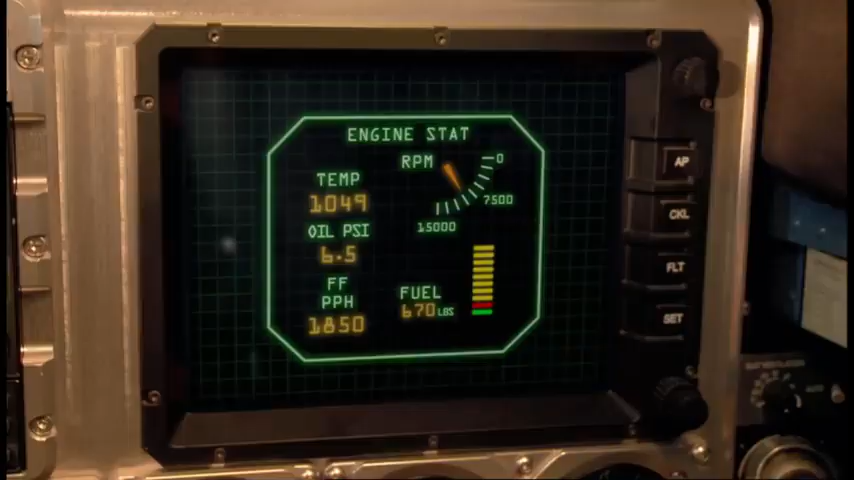 ENGINE STAT
RPM
0
7500
15000
TEMP
1049
OIL PSI
6.5
FF
PPH
1850
FUEL
670 LBS
AP
CKL
FLT
SET
AUTO